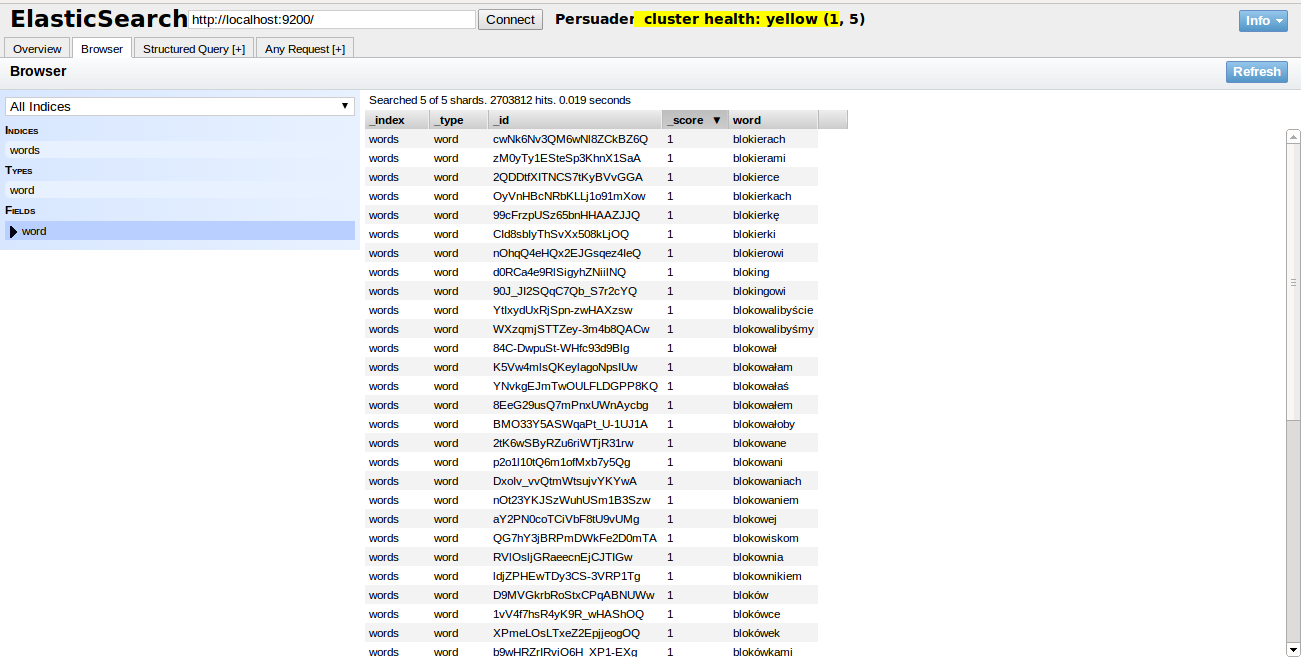 ElasticSearch http://localhost:9200/ Connect Persuader cluster health: yellow (1, 5) Info
Overview Browser Structured Query [+] Any Request [+]
Browser Refresh
All Indices
Indices
words
Types
word
Fields
word
Searched 5 of 5 shards. 2703812 hits. 0.019 seconds
_index _type _id _score ▼ word
words word cwNk6Nv3QM6wNl8ZCkBZ6Q 1 blokierach
words word zM0yTy1ESteSp3KhnX1SaA 1 blokierami
words word 2QDDtfXITNCS7tKyBVvGGA 1 blokierce
words word OyVnHBcNRbKLLj1o91mXow 1 blokierkach
words word 99cFrzpUSz65bnHHAAZJJQ 1 blokierkę
words word Cld8sbIyThSvXx508kLjOQ 1 blokierki
words word nOhqQ4eHQx2EJGsqez4IeQ 1 blokierowi
words word d0RCa4e9RlSigyhZNiiINQ 1 bloking
words word 90J_JI2SQqC7Qb_S7r2cYQ 1 blokingowi
words word YtIxydUxRjSpn-zwHAXzsw 1 blokowalibyście
words word WXzqmjSTTZey-3m4b8QACw 1 blokowalibyśmy
words word 84C-DwpuSt-WHfc93d9BIg 1 blokował
words word K5Vw4mIsQKeylagoNpsIUw 1 blokowałam
words word YNvkgEJmTwOULFLDGPP8KQ 1 blokowałaś
words word 8EeG29usQ7mPnxUWnAycbg 1 blokowałem
words word BMO33Y5ASWqaPt_U-1UJ1A 1 blokowałoby
words word 2tK6wSByRZu6riWTjR31rw 1 blokowane
words word p2o1l10tQ6m1ofMxb7y5Qg 1 blokowani
words word Dxolv_vvQtmWtsujvYKYwA 1 blokowaniach
words word nOt23YKJSzWuhUSm1B3Szw 1 blokowaniem
words word aY2PN0coTCiVbF8tU9vUMg 1 blokowej
words word QG7hY3jBRPmDWkFe2D0mTA 1 blokowiskom
words word RVIOsIjGRaeecnEjCJTIGw 1 blokownia
words word ldjZPHEwTDy3CS-3VRP1Tg 1 blokownikiem
words word D9MVGkrbRoStxCPqABNUWw 1 bloków
words word 1vV4f7hsR4yK9R_wHAShOQ 1 blokówce
words word XPmeLOsLTxeZ2EpjjeogOQ 1 blokówek
words word b9wHRZrIRviO6H_XP1-EXg 1 blokówkami